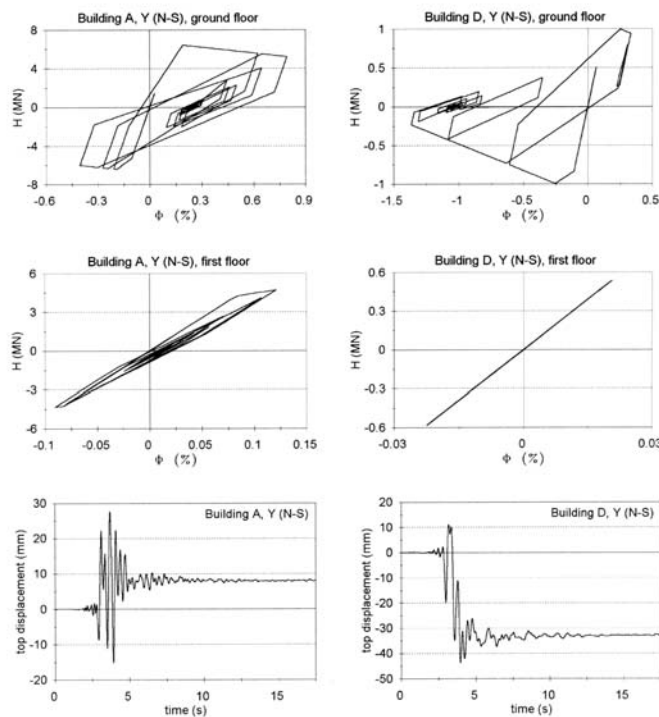 Building A, Y (N-S), ground floor
H (MN)
8
4
0
-4
-8
-0.6 -0.3 0 0.3 0.6 0.9
Φ (%)
Building D, Y (N-S), ground floor
H (MN)
1
0.5
0
-0.5
-1
-1.5 -1 -0.5 0 0.5
Φ (%)
Building A, Y (N-S), first floor
H (MN)
6
3
0
-3
-6
-0.1 -0.05 0 0.05 0.1 0.15
Φ (%)
Building D, Y (N-S), first floor
H (MN)
0.6
0.3
0
-0.3
-0.6
-0.03 0 0.03
Φ (%)
Building A, Y (N-S)
top displacement (mm)
30
20
10
0
-10
-20
0 5 10 15
time (s)
Building D, Y (N-S)
top displacement (mm)
20
10
0
-10
-20
-30
-40
-50
0 5 10 15
time (s)